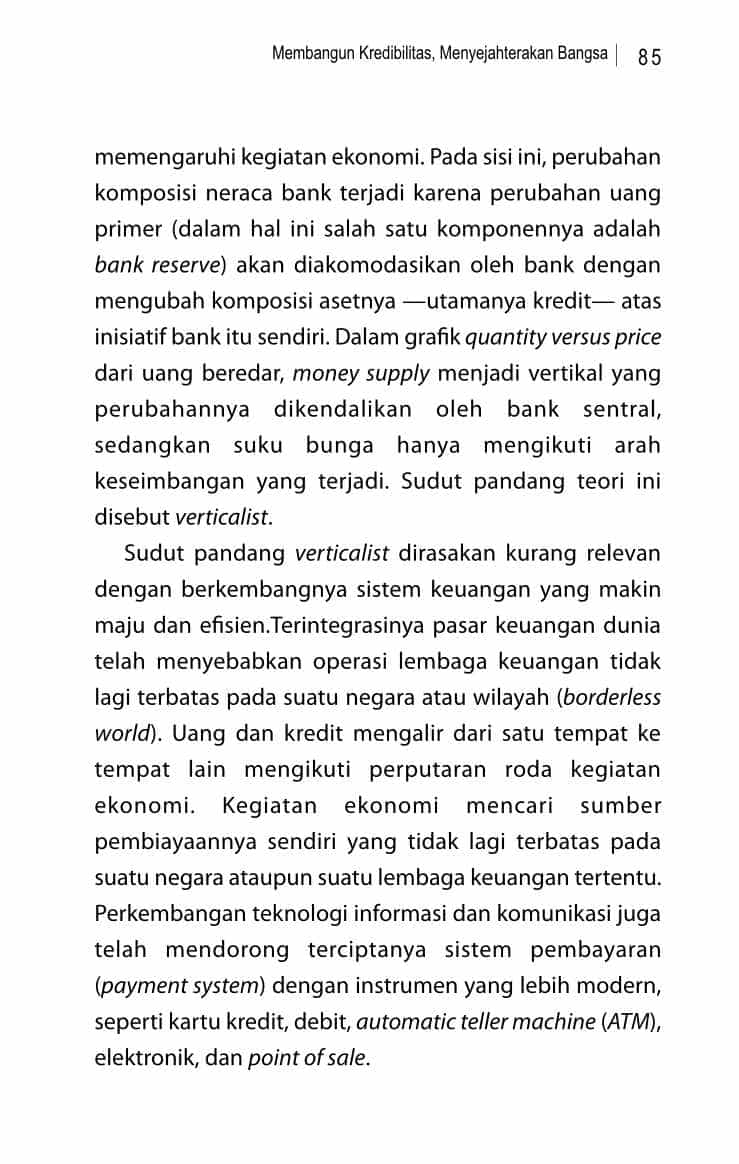 Membangun Kredibilitas, Menyejahterakan Bangsa | 85
memengaruhi kegiatan ekonomi. Pada sisi ini, perubahan
komposisi neraca bank terjadi karena perubahan uang
primer (dalam hal ini salah satu komponennya adalah
bank reserve) akan diakomodasikan oleh bank dengan
mengubah komposisi asetnya —utamanya kredit— atas
inisiatif bank itu sendiri. Dalam grafik quantity versus price
dari uang beredar, money supply menjadi vertikal yang
perubahannya dikendalikan oleh bank sentral,
sedangkan suku bunga hanya mengikuti arah
keseimbangan yang terjadi. Sudut pandang teori ini
disebut verticalist.
Sudut pandang verticalist dirasakan kurang relevan
dengan berkembangnya sistem keuangan yang makin
maju dan efisien.Terintegrasinya pasar keuangan dunia
telah menyebabkan operasi lembaga keuangan tidak
lagi terbatas pada suatu negara atau wilayah (borderless
world). Uang dan kredit mengalir dari satu tempat ke
tempat lain mengikuti perputaran roda kegiatan
ekonomi. Kegiatan ekonomi mencari sumber
pembiayaannya sendiri yang tidak lagi terbatas pada
suatu negara ataupun suatu lembaga keuangan tertentu.
Perkembangan teknologi informasi dan komunikasi juga
telah mendorong terciptanya sistem pembayaran
(payment system) dengan instrumen yang lebih modern,
seperti kartu kredit, debit, automatic teller machine (ATM),
elektronik, dan point of sale.